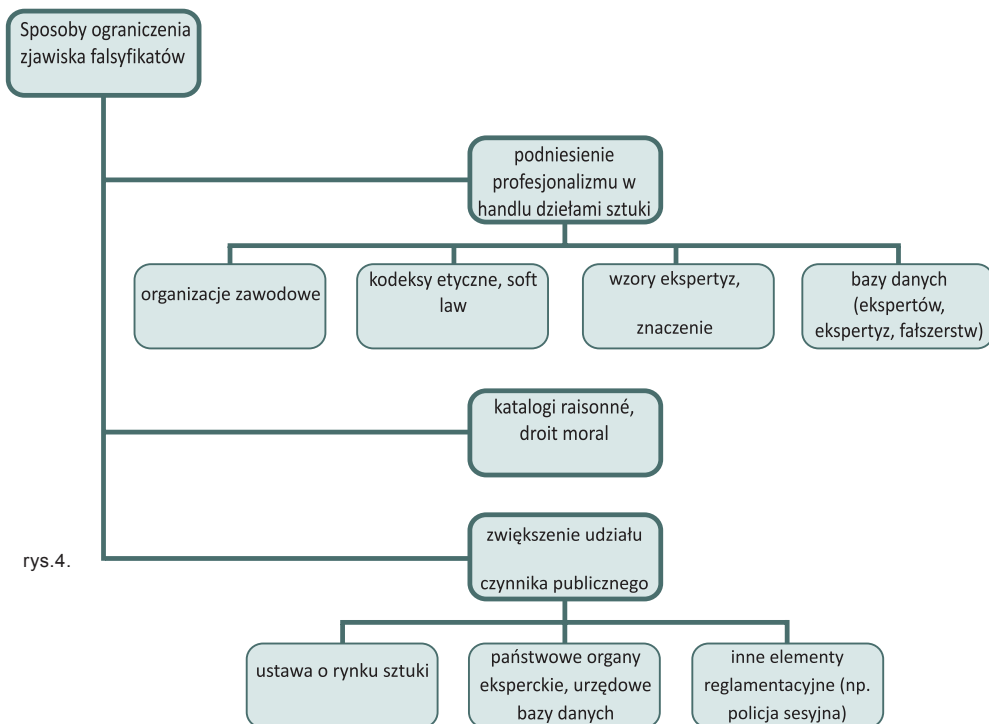 Sposoby ograniczenia
zjawiska falsyfikatów
podniesienie
profesjonalizmu w
handlu dziełami sztuki
organizacje zawodowe
kodeksy etyczne, soft
law
wzory ekspertyz,
znaczenie
bazy danych
(ekspertów,
ekspertyz, fałszerstw)
katalogi raisonné,
droit moral
zwiększenie udziału
czynnika publicznego
rys.4.
ustawa o rynku sztuki
państwowe organy
eksperckie, urzędowe
bazy danych
inne elementy
reglamentacyjne (np.
policja sesyjna)